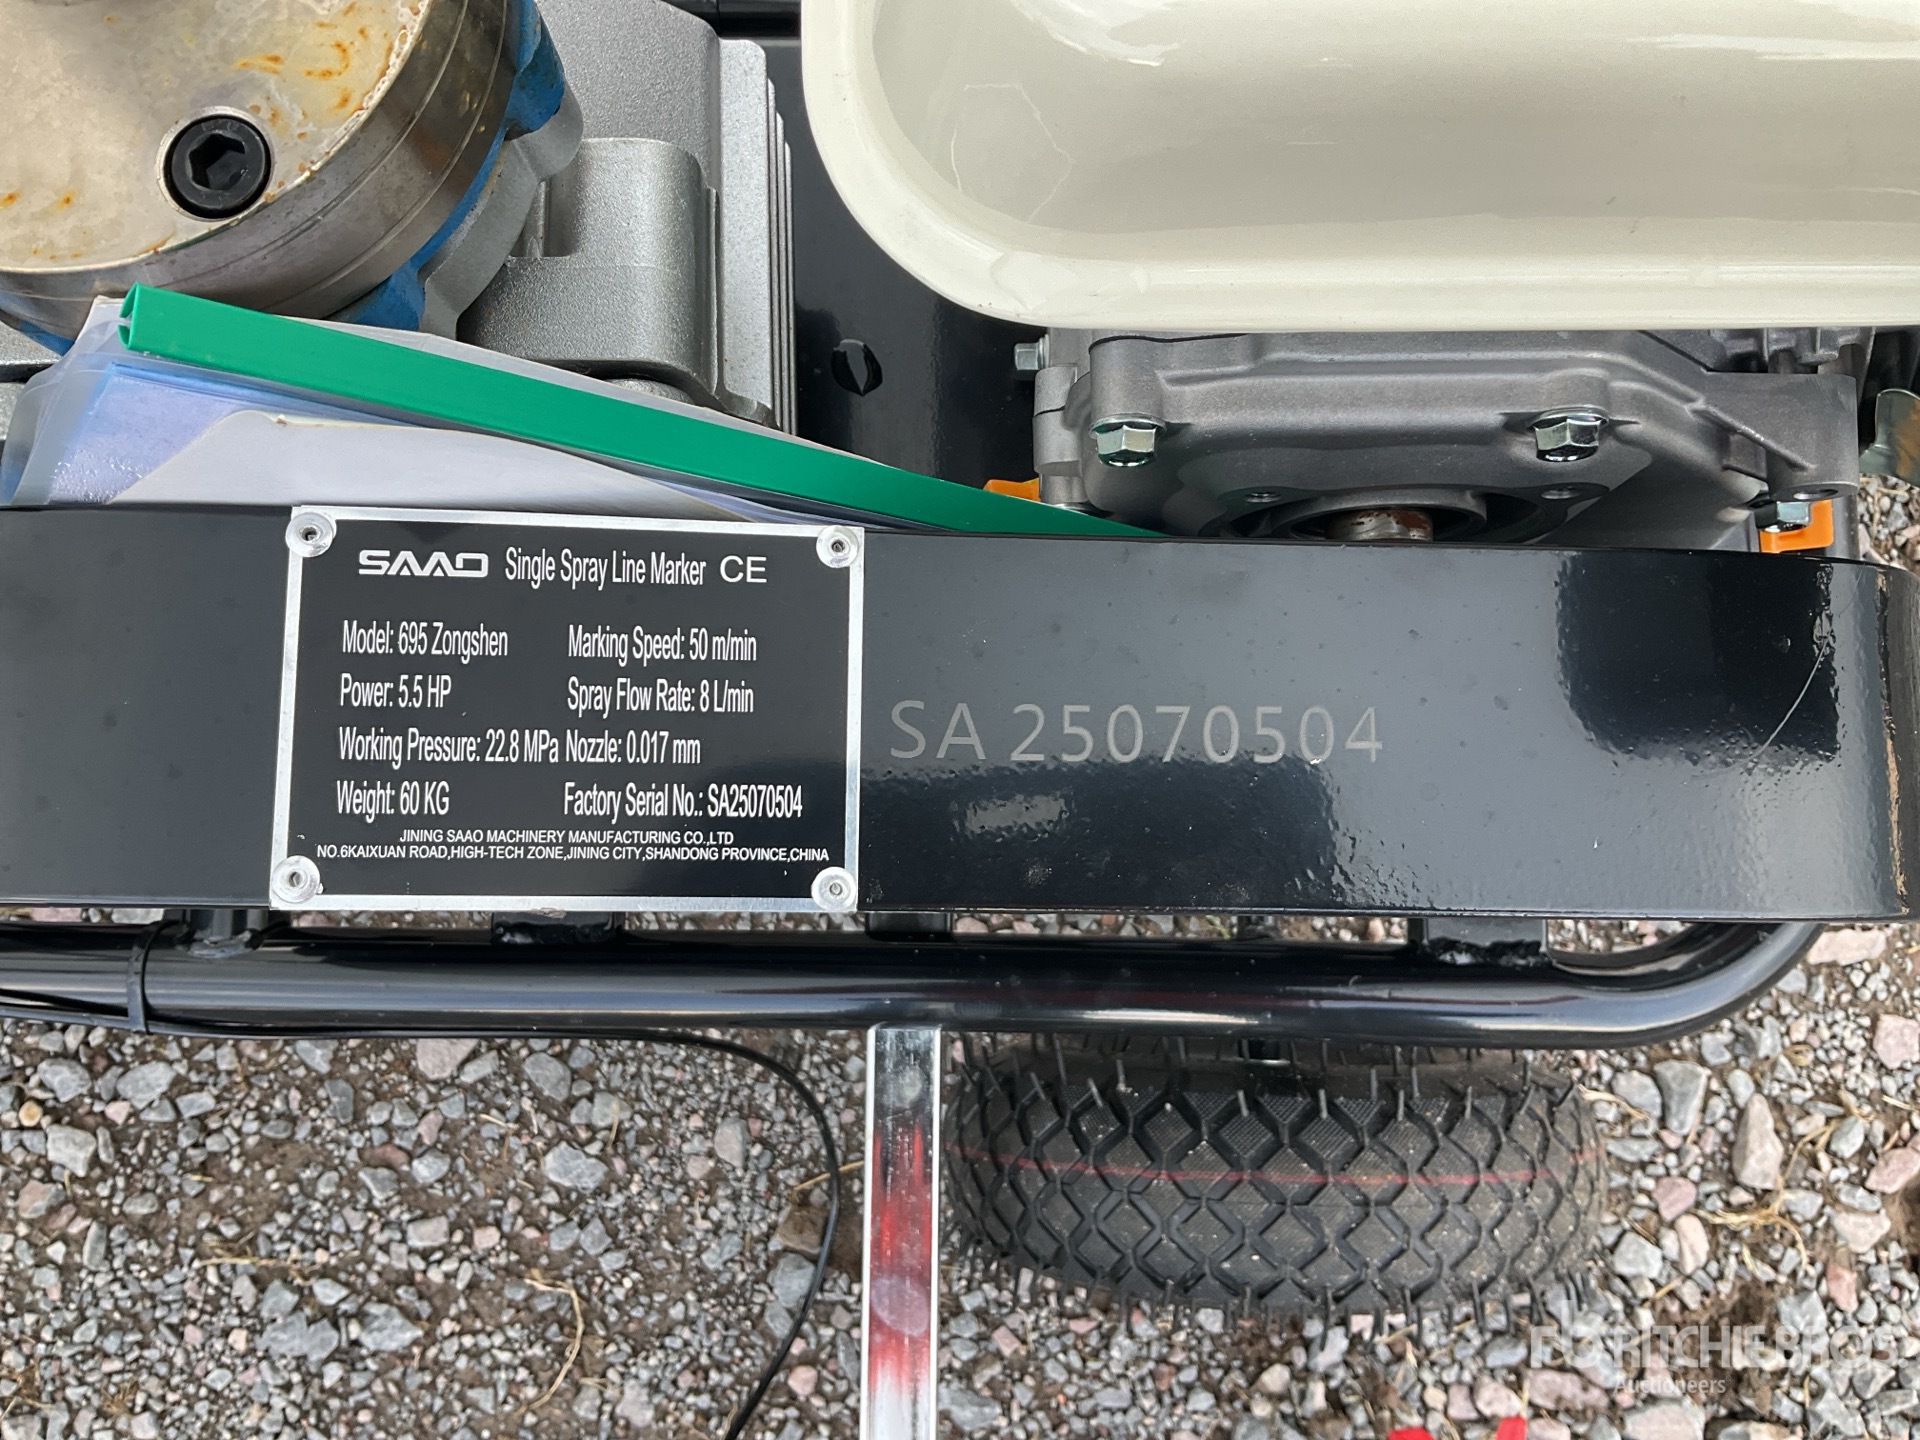 SAAO Single Spray Line Marker CE
Model: 695 Zongshen Marking Speed: 50 m/min
Power: 5.5 HP Spray Flow Rate: 8 L/min
Working Pressure: 22.8 MPa Nozzle: 0.017 mm
Weight: 60 KG Factory Serial No.: SA25070504
JINING SAAO MACHINERY MANUFACTURING CO.,LTD
NO.6KAIXUAN ROAD,HIGH-TECH ZONE,JINING CITY,SHANDONG PROVINCE,CHINA
SA 25070504
RITCHIE BROS
Auctioneers